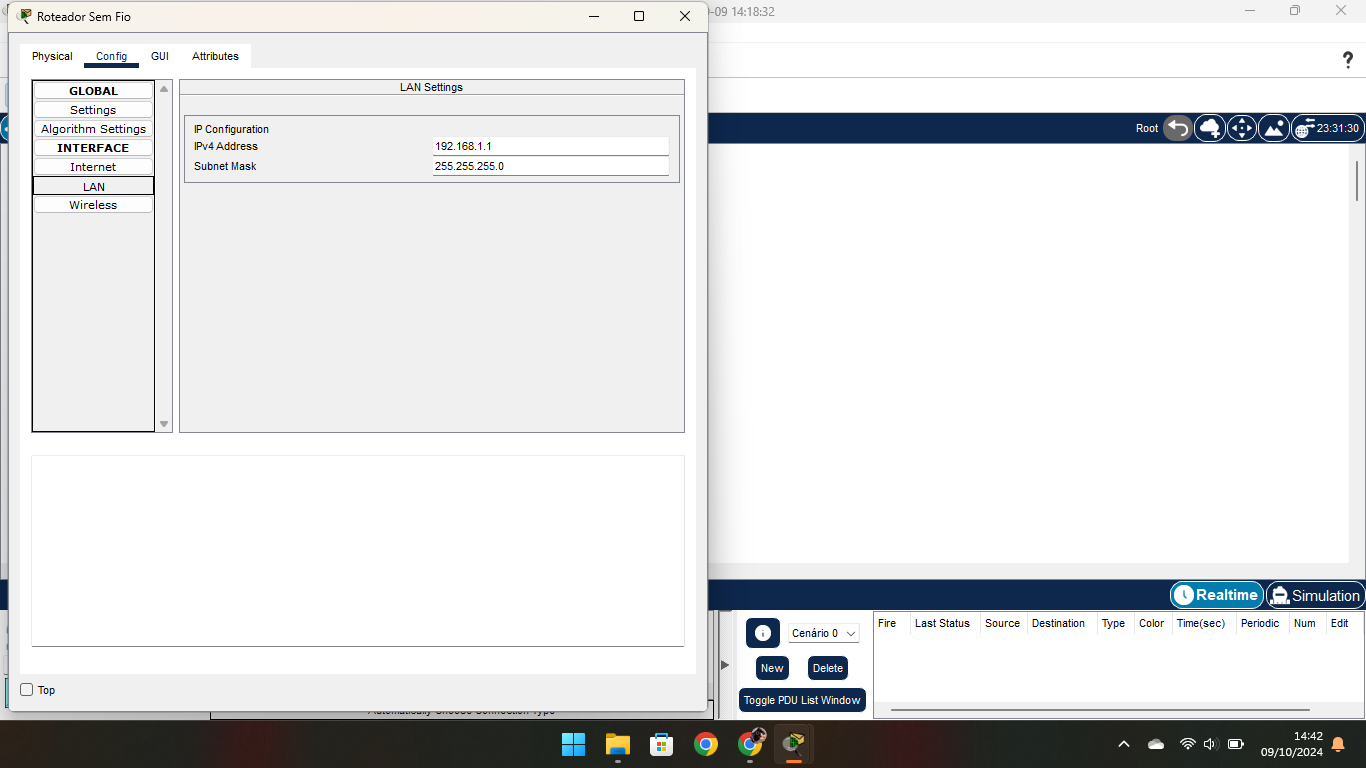 Roteador Sem Fio
-09 14:18:32
Physical Config GUI Attributes
?
GLOBAL
Settings
Algorithm Settings
INTERFACE
Internet
LAN
Wireless
LAN Settings
IP Configuration
IPv4 Address 192.168.1.1
Subnet Mask 255.255.255.0
Root 23:31:30
Realtime Simulation
Cenário 0
New Delete
Toggle PDU List Window
Fire Last Status Source Destination Type Color Time(sec) Periodic Num Edit
Top
Automatically Choose Connection Type
14:42
09/10/2024